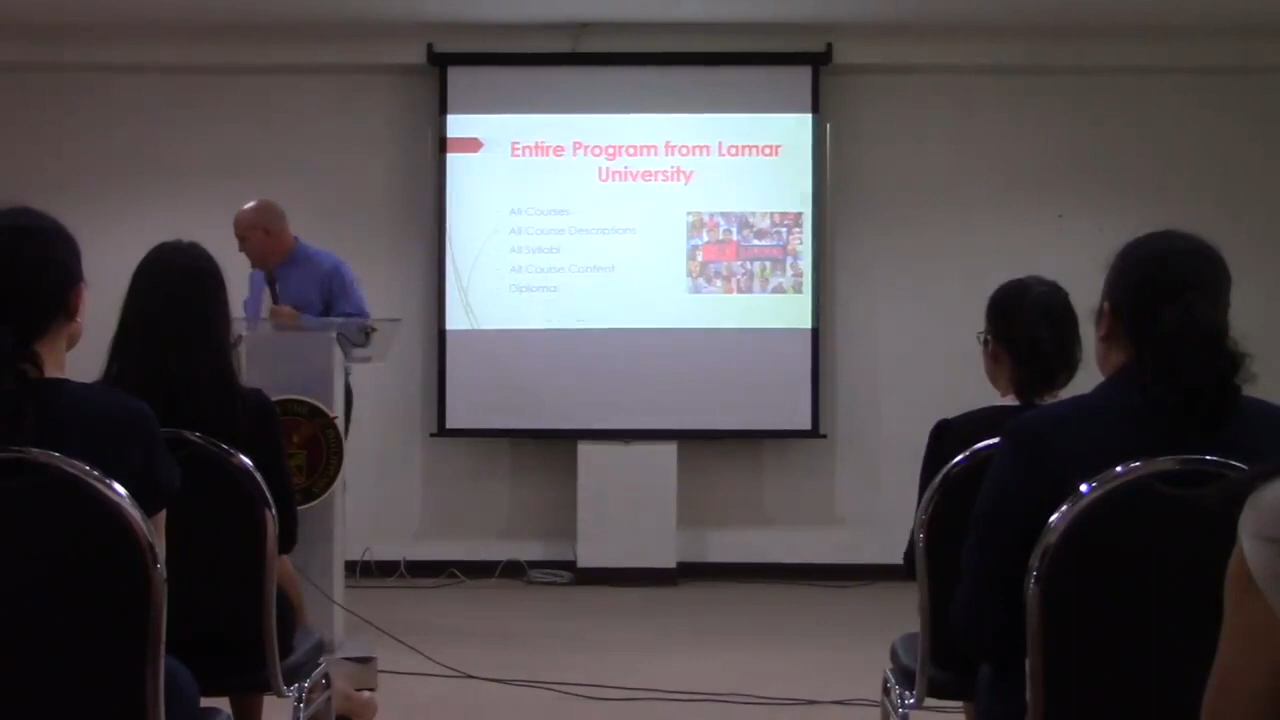 Entire Program from Lamar
University
All Courses
All Course Descriptions
All Syllabi
All Course Content
Diploma